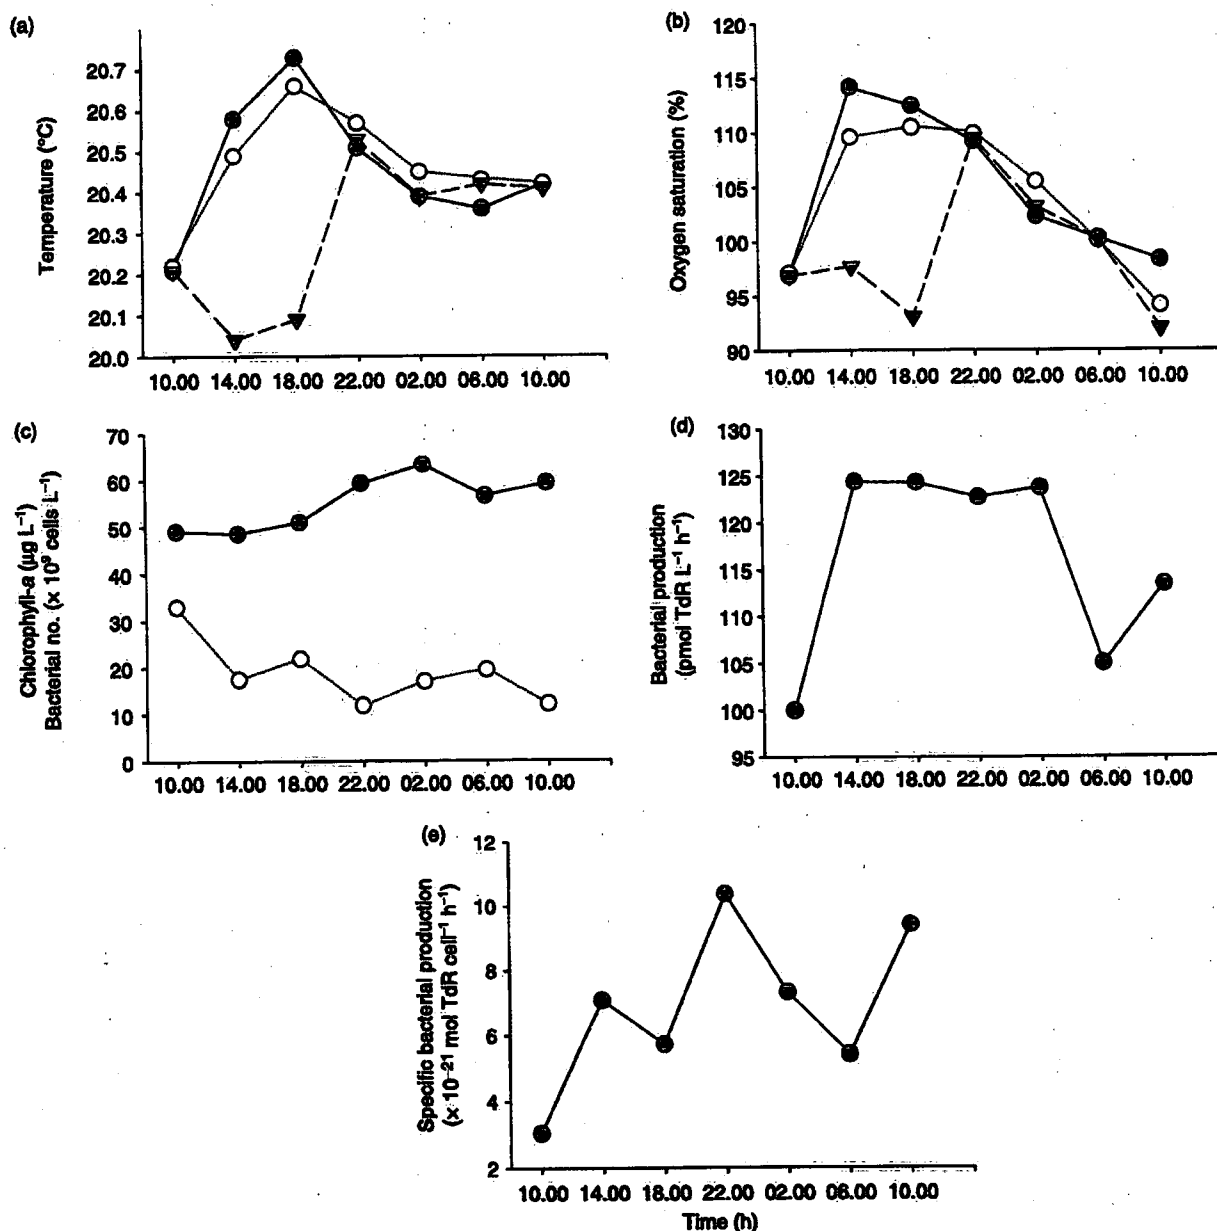 (a)
Temperature (°C)
20.7
20.6
20.5
20.4
20.3
20.2
20.1
20.0
10.00 14.00 18.00 22.00 02.00 06.00 10.00
(b)
Oxygen saturation (%)
120
115
110
105
100
95
90
10.00 14.00 18.00 22.00 02.00 06.00 10.00
(c)
Chlorophyll-a (µg L⁻¹)
Bacterial no. (x 10⁹ cells L⁻¹)
70
60
50
40
30
20
10
0
10.00 14.00 18.00 22.00 02.00 06.00 10.00
(d)
Bacterial production
(pmol TdR L⁻¹ h⁻¹)
130
125
120
115
110
105
100
95
10.00 14.00 18.00 22.00 02.00 06.00 10.00
(e)
Specific bacterial production
(x 10⁻²¹ mol TdR cell⁻¹ h⁻¹)
12
10
8
6
4
2
10.00 14.00 18.00 22.00 02.00 06.00 10.00
Time (h)